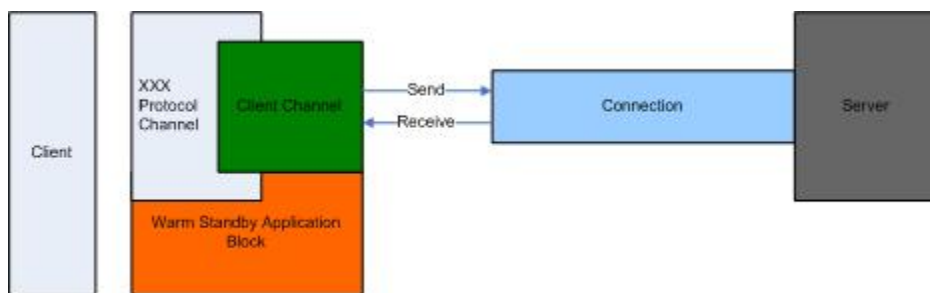 Client
XXX
Protocol
Channel
Client Channel
Send
Receive
Connection
Server
Warm Standby Application
Block